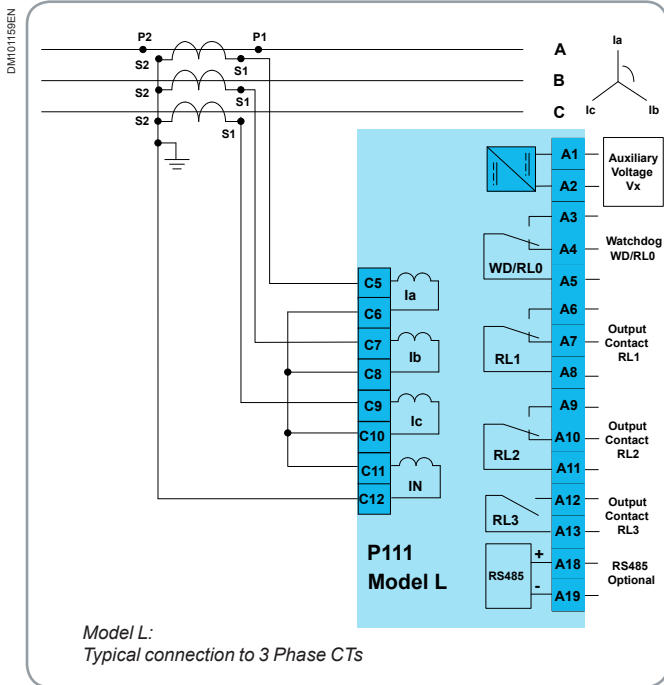 DM101159EN
P2
P1
S2
S1
S2
S1
S2
S1
A
B
C
Ia
Ic
Ib
A1
A2
Auxiliary
Voltage
Vx
A3
A4
A5
WD/RL0
Watchdog
WD/RL0
C5
C6
Ia
C7
C8
Ib
C9
C10
Ic
C11
C12
IN
A6
A7
A8
RL1
Output
Contact
RL1
A9
A10
A11
RL2
Output
Contact
RL2
A12
A13
RL3
Output
Contact
RL3
A18
A19
RS485
+
-
RS485
Optional
P111
Model L
Model L:
Typical connection to 3 Phase CTs